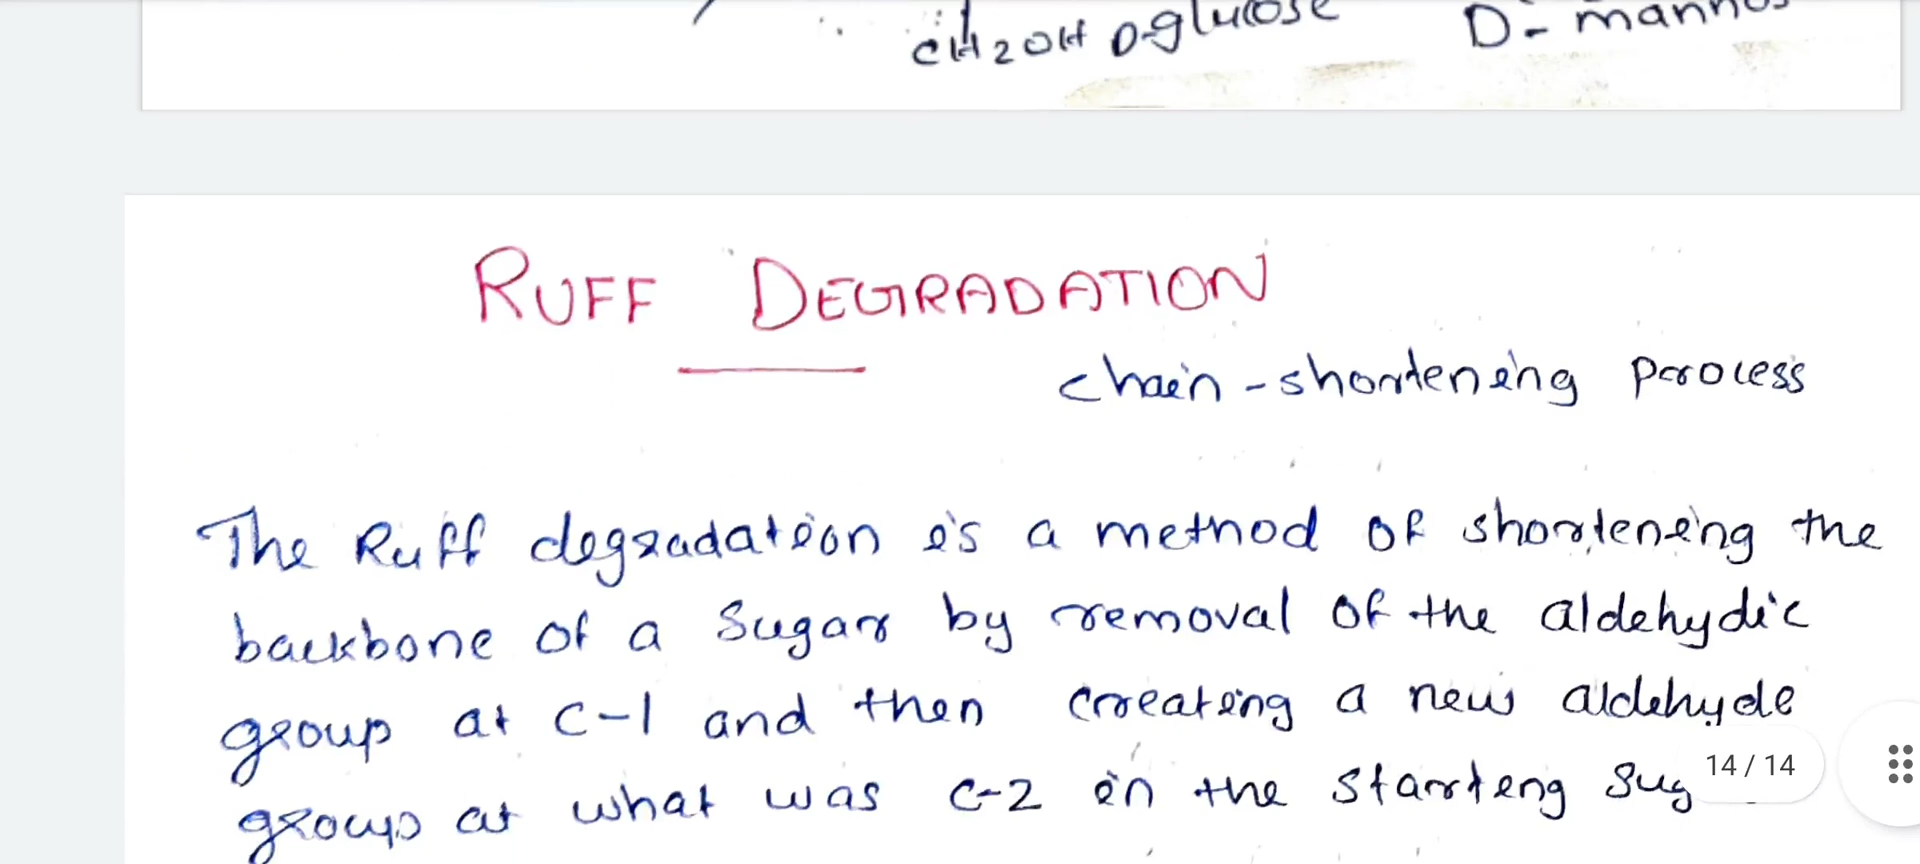 CH2OH D-glucose D-manno
RUFF DEGRADATION
chain-shortening process
The Ruff degradation is a method of shortening the
backbone of a sugar by removal of the aldehydic
group at C-1 and then creating a new aldehyde
group at what was C-2 in the starting sug
14 / 14